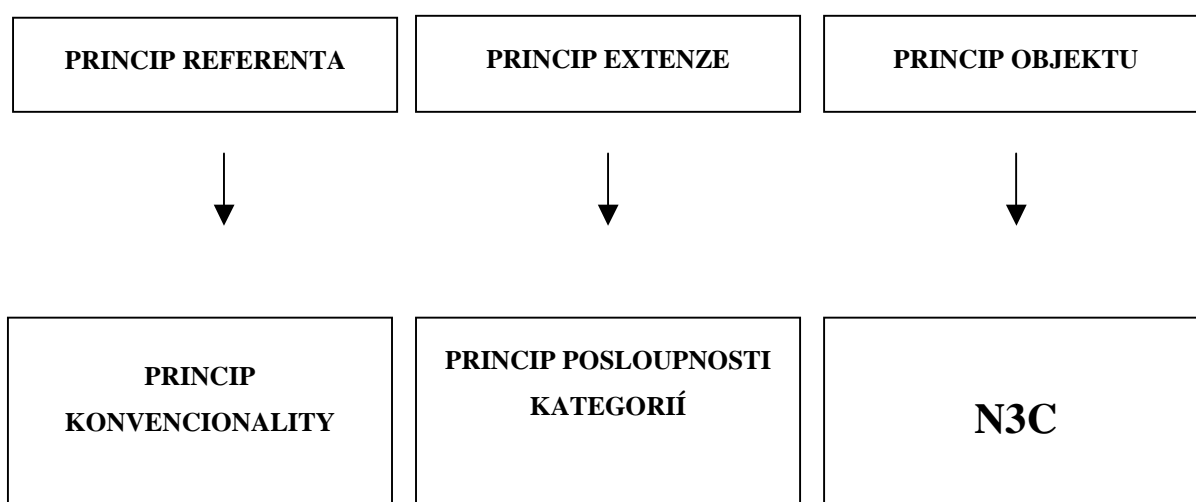 PRINCIP REFERENTA
PRINCIP EXTENZE
PRINCIP OBJEKTU
PRINCIP
KONVENCIONALITY
PRINCIP POSLOUPNOSTI
KATEGORIÍ
N3C